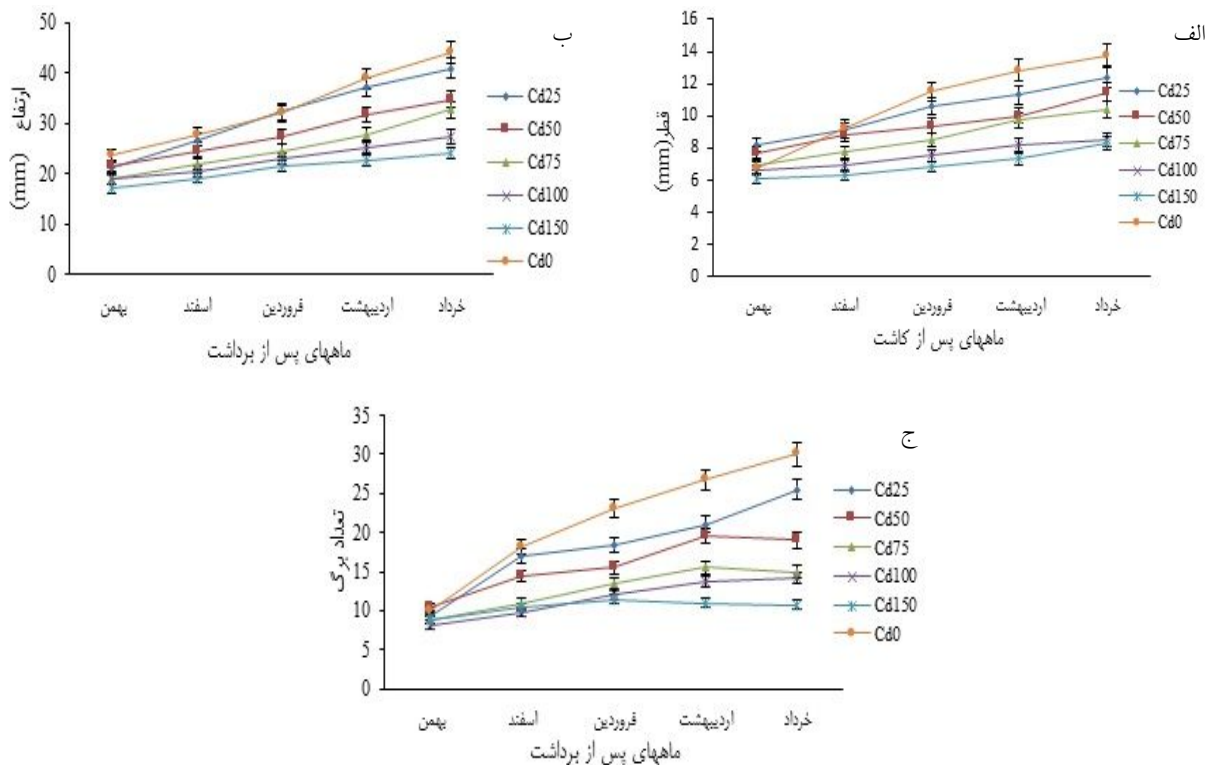 الف
قطر(mm)
16
14
12
10
8
6
4
2
0
بهمن
اسفند
فروردین
اردیبهشت
خرداد
ماههای پس از کاشت
Cd25
Cd50
Cd75
Cd100
Cd150
Cd0
ب
ارتفاع (mm)
50
40
30
20
10
0
بهمن
اسفند
فروردین
اردیبهشت
خرداد
ماههای پس از برداشت
Cd25
Cd50
Cd75
Cd100
Cd150
Cd0
ج
تعداد برگ
35
30
25
20
15
10
5
0
بهمن
اسفند
فروردین
اردیبهشت
خرداد
ماههای پس از برداشت
Cd25
Cd50
Cd75
Cd100
Cd150
Cd0